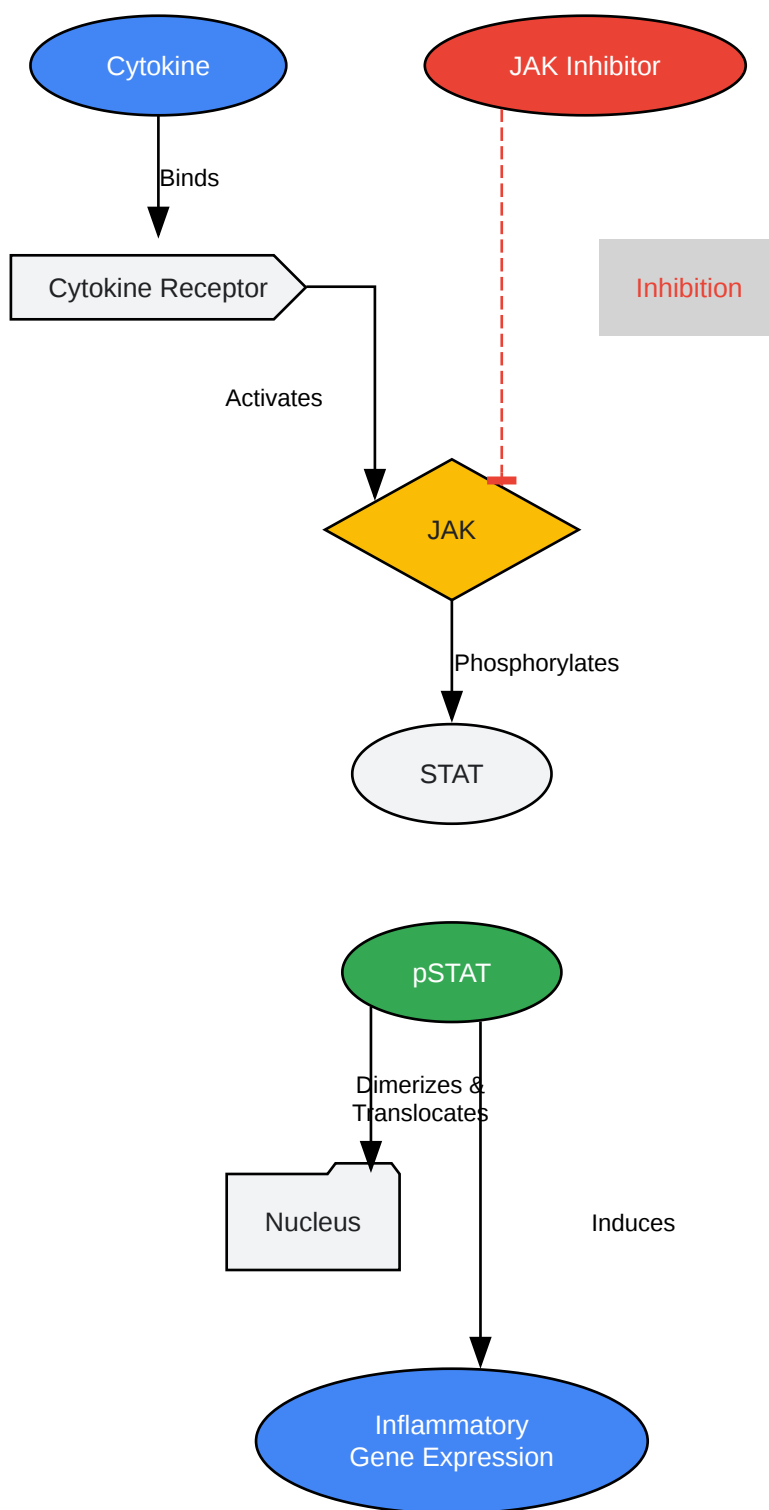 Cytokine
JAK Inhibitor
Binds
Cytokine Receptor
Inhibition
Activates
JAK
Phosphorylates
STAT
pSTAT
Dimerizes &
Translocates
Nucleus
Induces
Inflammatory
Gene Expression